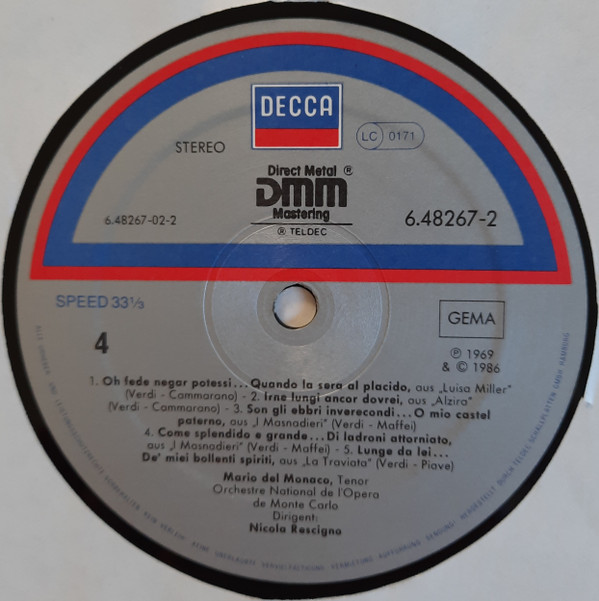 DECCA
STEREO
LC 0171
Direct Metal ®
DMM
Mastering
6.48267-02-2
6.48267-2
® TELDEC
SPEED 33⅓
GEMA
4
Ⓟ 1969
& © 1986
1. Oh fede negar potessi... Quando la sera al placido, aus „Luisa Miller"
(Verdi - Cammarano) - 2. Irne lungi ancor dovrei, aus „Alzira"
(Verdi - Cammarano) - 3. Son gli ebbri inverecondi... O mio castel
paterno, aus „I Masnadieri" (Verdi - Maffei)
4. Come splendido e grande... Di ladroni attorniato,
aus „I Masnadieri" (Verdi - Maffei) - 5. Lunge da lei...
De' miei bollenti spiriti, aus „La Traviata" (Verdi - Piave)
Mario del Monaco, Tenor
Orchestre National de l'Opera
de Monte Carlo
Dirigent:
Nicola Rescigno